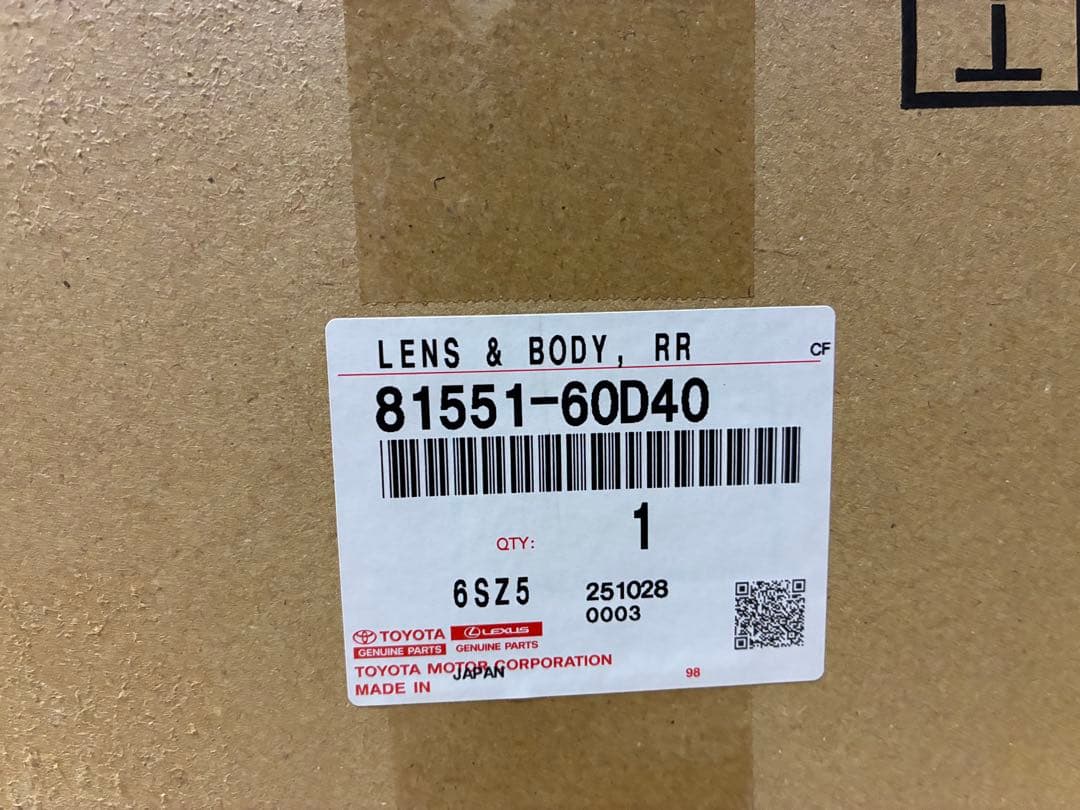 LENS & BODY, RR
CF
81551-60D40
QTY: 1
6SZ5
251028
0003
TOYOTA
GENUINE PARTS
LEXUS
GENUINE PARTS
TOYOTA MOTOR CORPORATION
MADE IN JAPAN
98